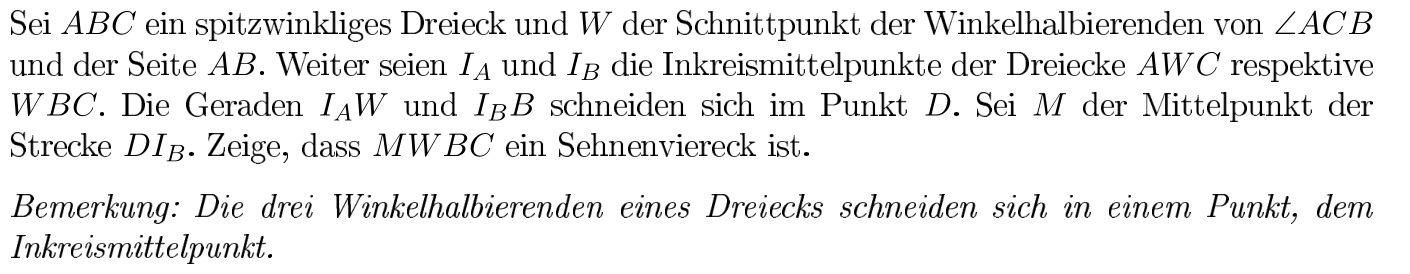 Sei ABC ein spitzwinkliges Dreieck und W der Schnittpunkt der Winkelhalbierenden von ∠ACB
und der Seite AB. Weiter seien I_A und I_B die Inkreismittelpunkte der Dreiecke AWC respektive
WBC. Die Geraden I_AW und I_BB schneiden sich im Punkt D. Sei M der Mittelpunkt der
Strecke DI_B. Zeige, dass MWBC ein Sehnenviereck ist.
Bemerkung: Die drei Winkelhalbierenden eines Dreiecks schneiden sich in einem Punkt, dem
Inkreismittelpunkt.